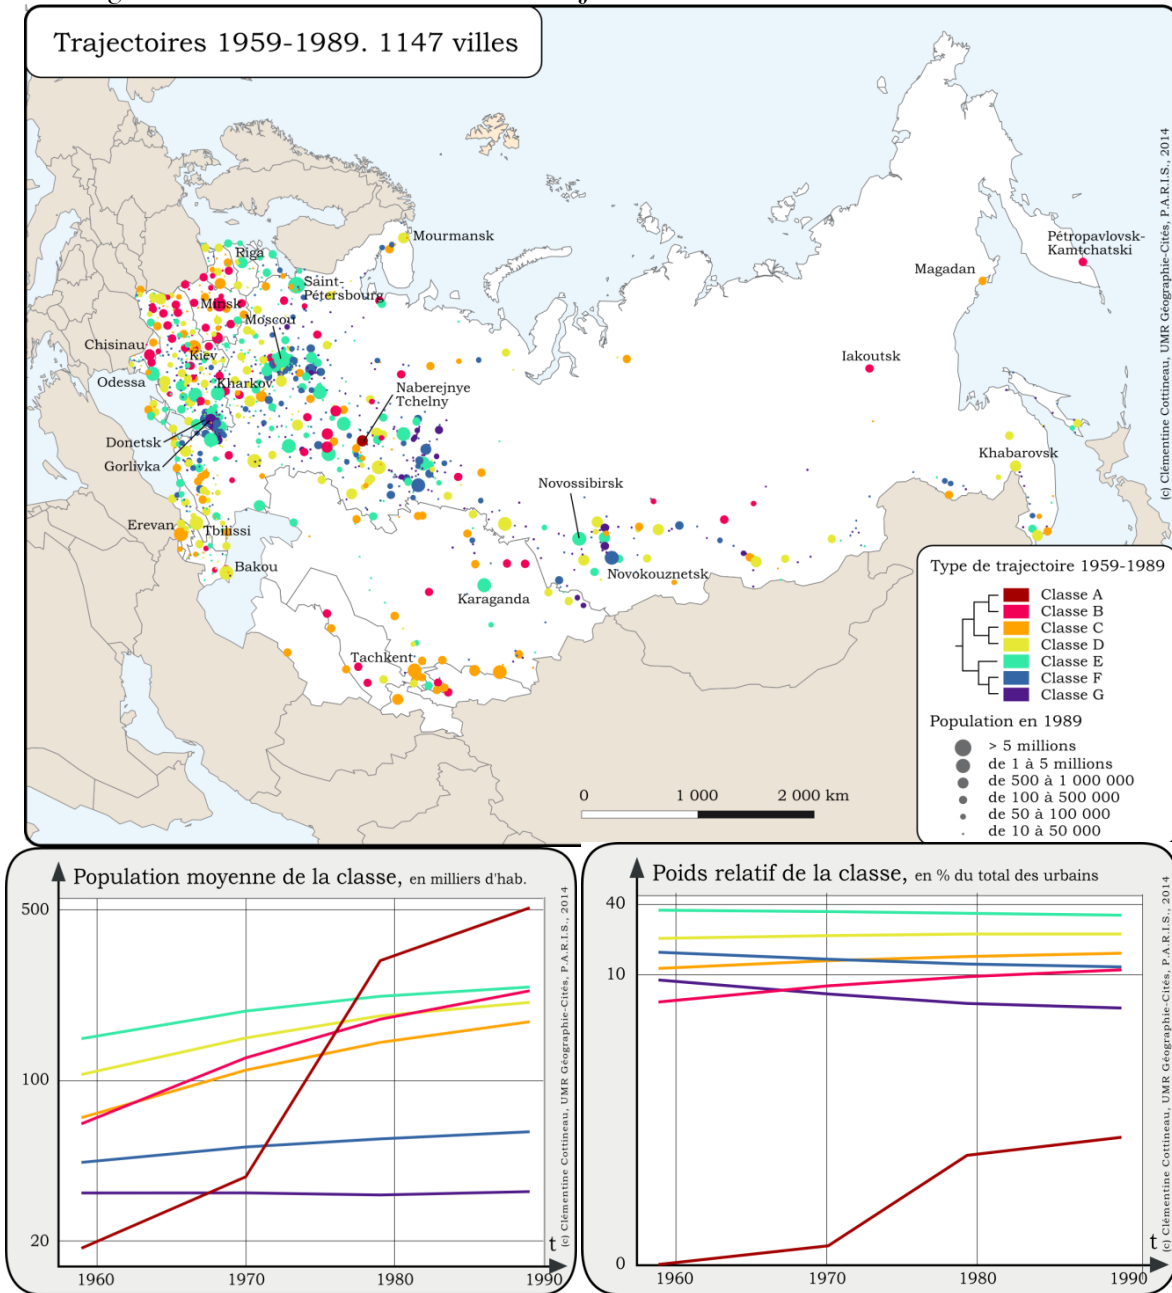 Trajectoires 1959-1989. 1147 villes
Mourmansk
Riga
Saint-
Pétersbourg
Minsk
Moscou
Chisinau
Kiev
Odessa
Kharkov
Naberejnye
Tchelny
Donetsk
Gorlivka
Erevan
Tbilissi
Bakou
Novossibirsk
Novokouznetsk
Karaganda
Tachkent
Iakoutsk
Magadan
Pétropavlovsk-
Kamtchatski
Khabarovsk
(c) Clémentine Cottineau, UMR Géographie-Cités, P.A.R.I.S., 2014
0 1 000 2 000 km
Type de trajectoire 1959-1989
Classe A
Classe B
Classe C
Classe D
Classe E
Classe F
Classe G
Population en 1989
> 5 millions
de 1 à 5 millions
de 500 à 1 000 000
de 100 à 500 000
de 50 à 100 000
de 10 à 50 000
Population moyenne de la classe, en milliers d'hab.
500
100
20
t
1960 1970 1980 1990
(c) Clémentine Cottineau, UMR Géographie-Cités, P.A.R.I.S., 2014
Poids relatif de la classe, en % du total des urbains
40
10
0
t
1960 1970 1980 1990
(c) Clémentine Cottineau, UMR Géographie-Cités, P.A.R.I.S., 2014